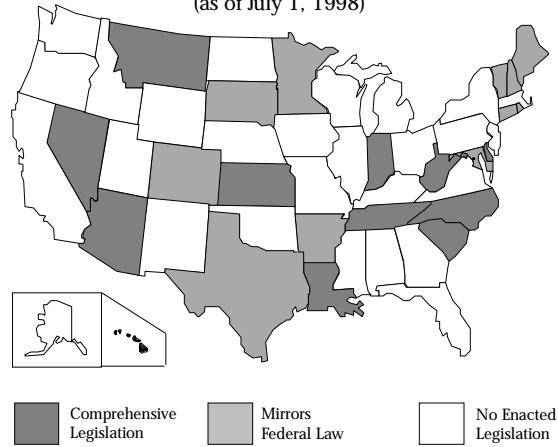 (as of July 1, 1998)
Comprehensive
Legislation
Mirrors
Federal Law
No Enacted
Legislation